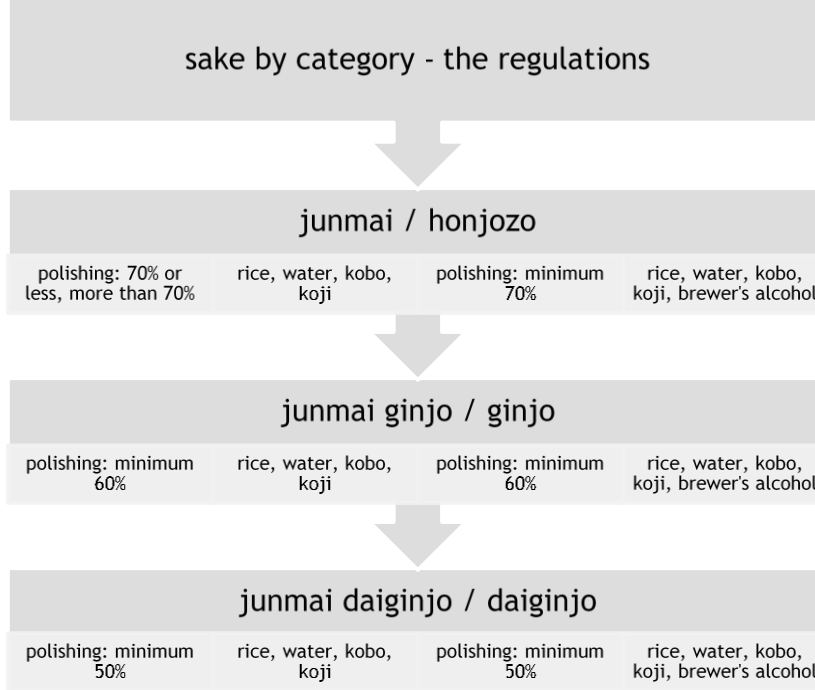 sake by category - the regulations
junmai / honjozo
polishing: 70% or
less, more than 70%
rice, water, kobo,
koji
polishing: minimum
70%
rice, water, kobo,
koji, brewer's alcohol
junmai ginjo / ginjo
polishing: minimum
60%
rice, water, kobo,
koji
polishing: minimum
60%
rice, water, kobo,
koji, brewer's alcohol
junmai daiginjo / daiginjo
polishing: minimum
50%
rice, water, kobo,
koji
polishing: minimum
50%
rice, water, kobo,
koji, brewer's alcohol